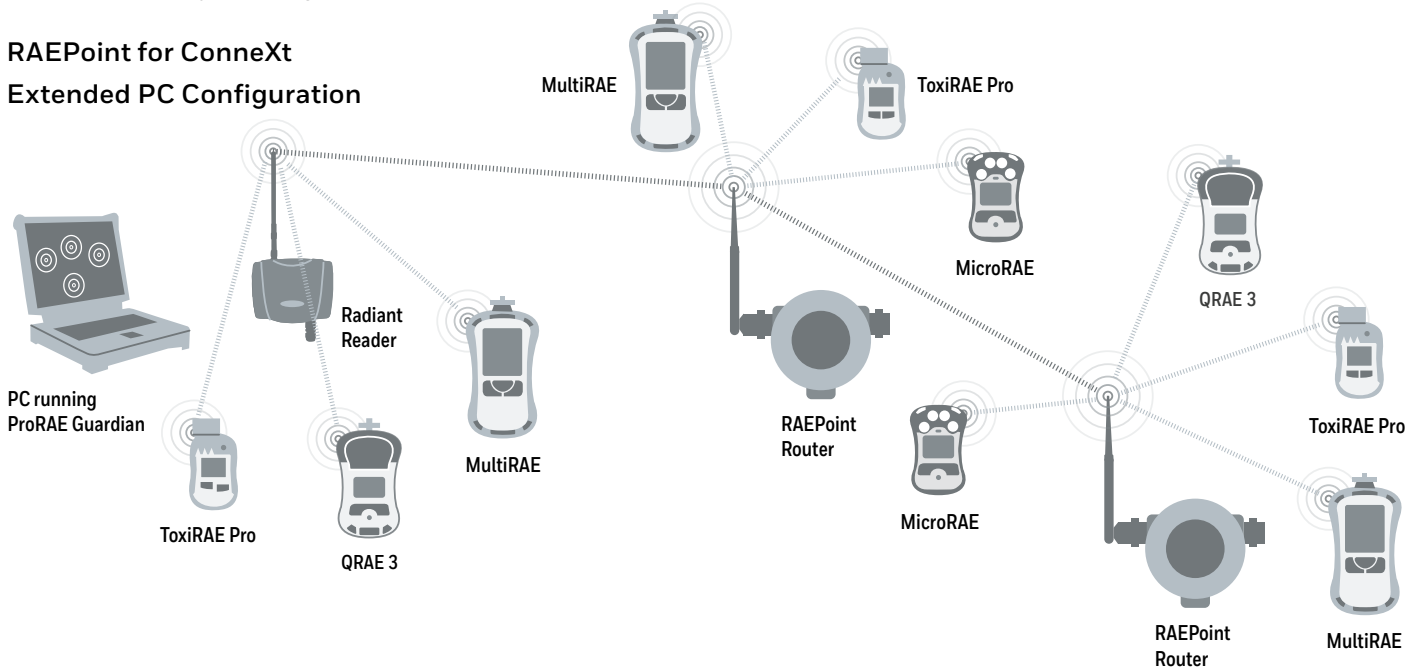 RAEPoint for ConneXt
Extended PC Configuration
MultiRAE
ToxiRAE Pro
MicroRAE
QRAE 3
Radiant
Reader
PC running
ProRAE Guardian
ToxiRAE Pro
QRAE 3
MultiRAE
RAEPoint
Router
MicroRAE
ToxiRAE Pro
RAEPoint
Router
MultiRAE